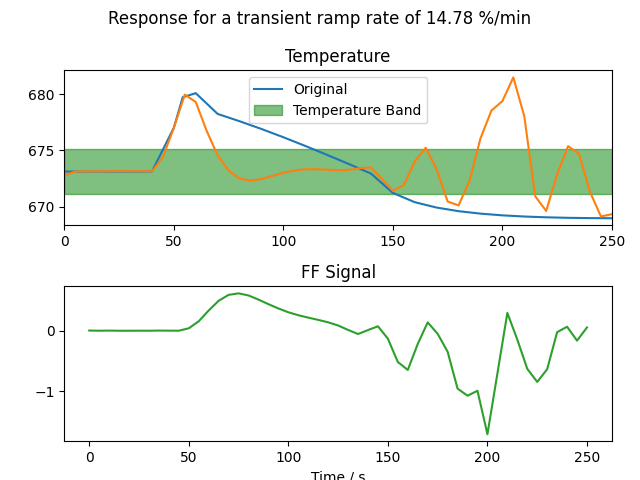 Response for a transient ramp rate of 14.78 %/min
Temperature
Original
Temperature Band
680
675
670
0 50 100 150 200 250
FF Signal
0
−1
0 50 100 150 200 250
Time / s